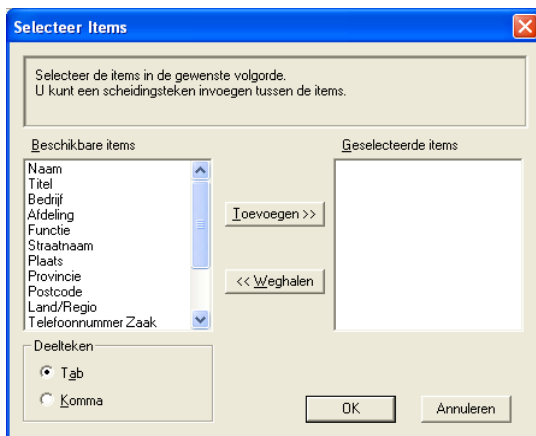 Selecteer Items
Selecteer de items in de gewenste volgorde.
U kunt een scheidingsteken invoegen tussen de items.
Beschikbare items
Geselecteerde items
Naam
Titel
Bedrijf
Afdeling
Functie
Straatnaam
Plaats
Provincie
Postcode
Land/Regio
Telefoonnummer Zaak
Toevoegen >>
<< Weghalen
Deelteken
Tab
Komma
OK
Annuleren